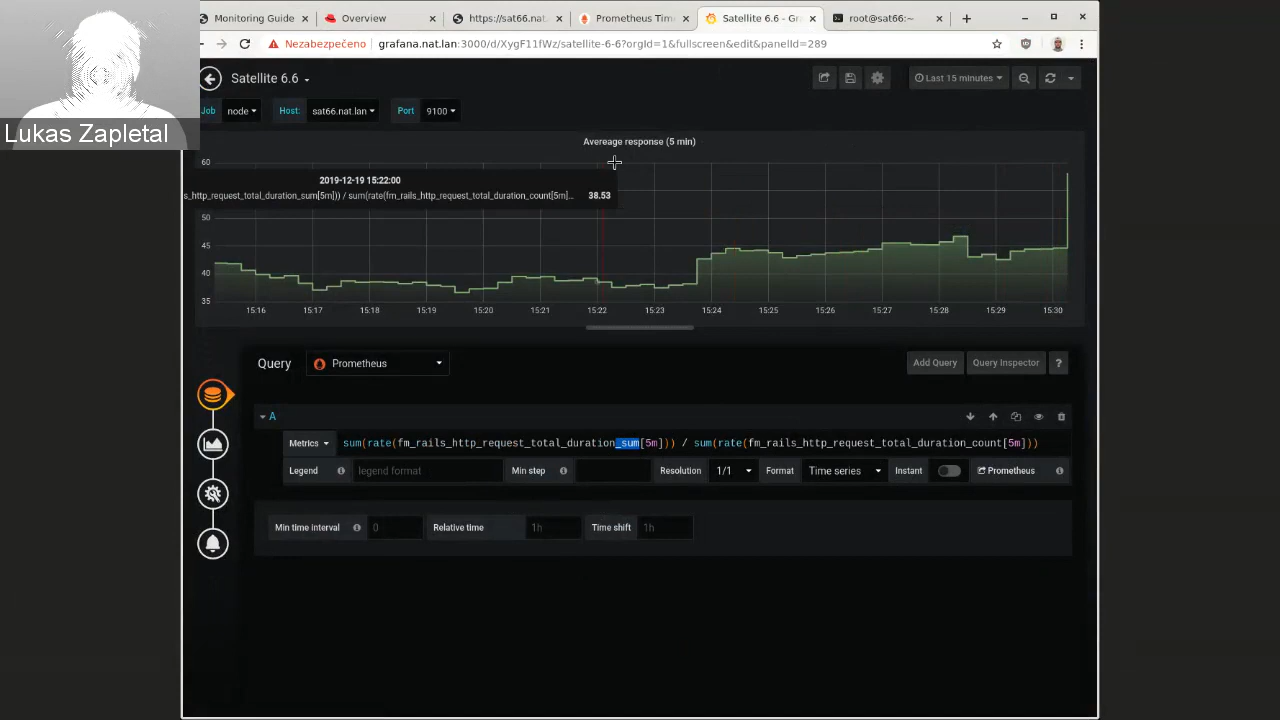 Monitoring Guide
Overview
https://sat66.nat.
Prometheus Time
Satellite 6.6 - Gr
root@sat66:~
Nezabezpečeno
grafana.nat.lan:3000/d/XygF11fWz/satellite-6-6?orgId=1&fullscreen&edit&panelId=289
Satellite 6.6
Last 15 minutes
Job node Host: sat66.nat.lan Port 9100
Lukas Zapletal
Avereage response (5 min)
60
2019-12-19 15:22:00
s_http_request_total_duration_sum[5m])) / sum(rate(fm_rails_http_request_total_duration_count[5m]... 38.53
50
45
40
35
15:16 15:17 15:18 15:19 15:20 15:21 15:22 15:23 15:24 15:25 15:26 15:27 15:28 15:29 15:30
Query Prometheus Add Query Query Inspector ?
A
Metrics sum(rate(fm_rails_http_request_total_duration_sum[5m])) / sum(rate(fm_rails_http_request_total_duration_count[5m]))
Legend legend format Min step Resolution 1/1 Format Time series Instant Prometheus
Min time interval 0 Relative time 1h Time shift 1h